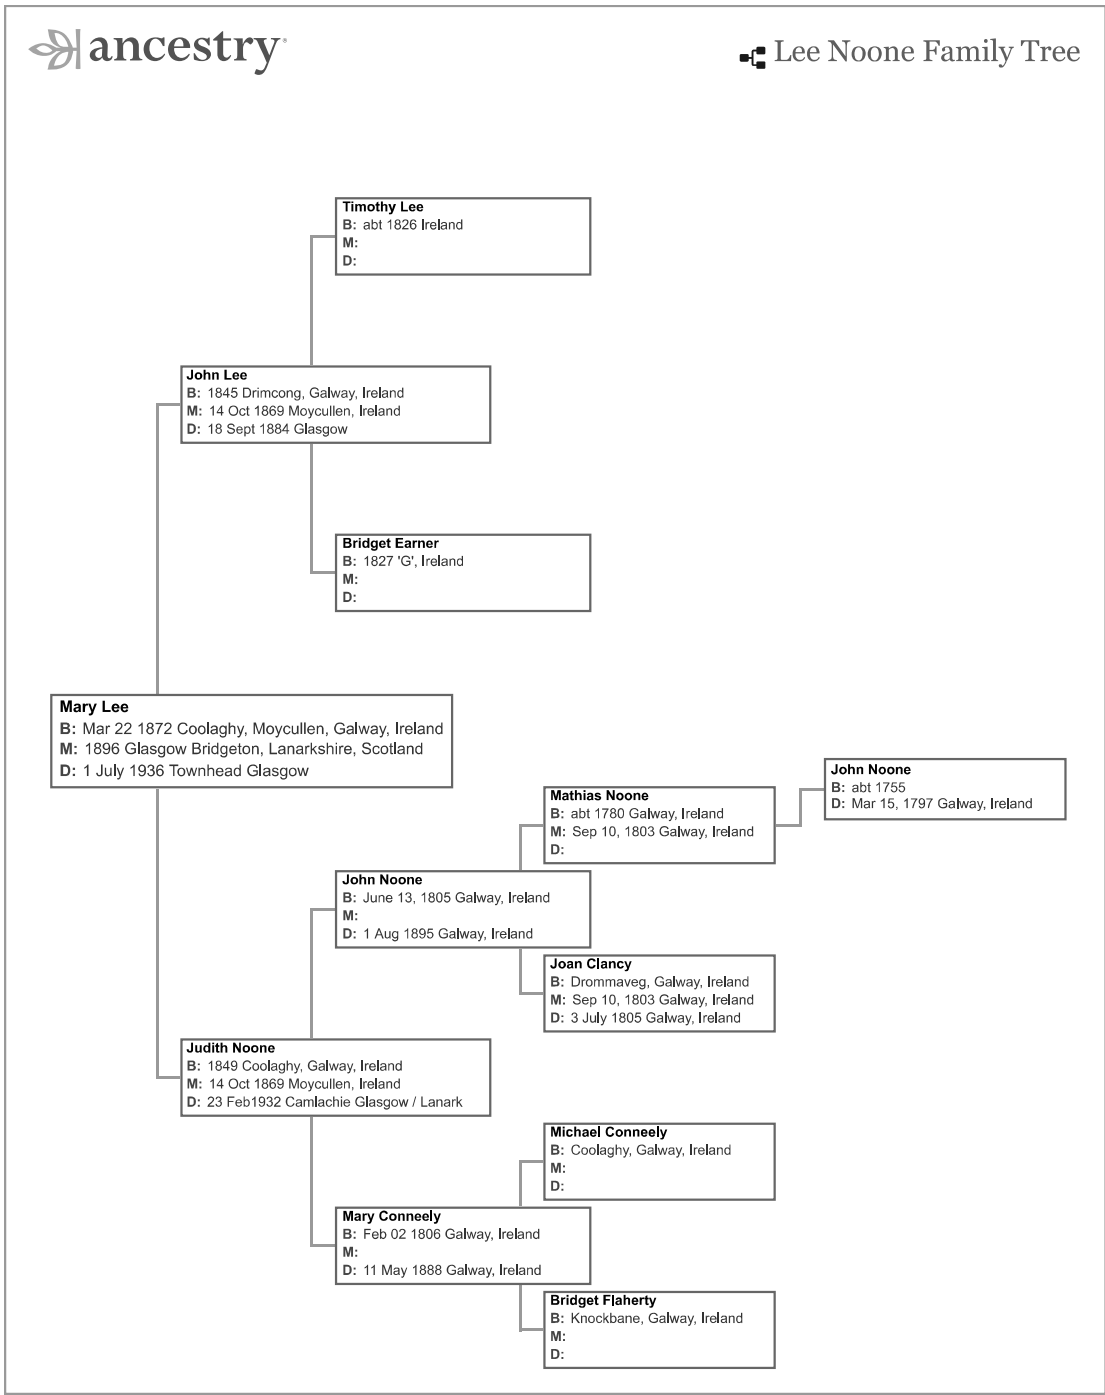 ancestry
Lee Noone Family Tree
Timothy Lee
B: abt 1826 Ireland
M:
D:
John Lee
B: 1845 Drimcong, Galway, Ireland
M: 14 Oct 1869 Moycullen, Ireland
D: 18 Sept 1884 Glasgow
Bridget Earner
B: 1827 'G', Ireland
M:
D:
Mary Lee
B: Mar 22 1872 Coolaghy, Moycullen, Galway, Ireland
M: 1896 Glasgow Bridgeton, Lanarkshire, Scotland
D: 1 July 1936 Townhead Glasgow
John Noone
B: abt 1755
D: Mar 15, 1797 Galway, Ireland
Mathias Noone
B: abt 1780 Galway, Ireland
M: Sep 10, 1803 Galway, Ireland
D:
John Noone
B: June 13, 1805 Galway, Ireland
M:
D: 1 Aug 1895 Galway, Ireland
Joan Clancy
B: Drommaveg, Galway, Ireland
M: Sep 10, 1803 Galway, Ireland
D: 3 July 1805 Galway, Ireland
Judith Noone
B: 1849 Coolaghy, Galway, Ireland
M: 14 Oct 1869 Moycullen, Ireland
D: 23 Feb1932 Camlachie Glasgow / Lanark
Michael Conneely
B: Coolaghy, Galway, Ireland
M:
D:
Mary Conneely
B: Feb 02 1806 Galway, Ireland
M:
D: 11 May 1888 Galway, Ireland
Bridget Flaherty
B: Knockbane, Galway, Ireland
M:
D: